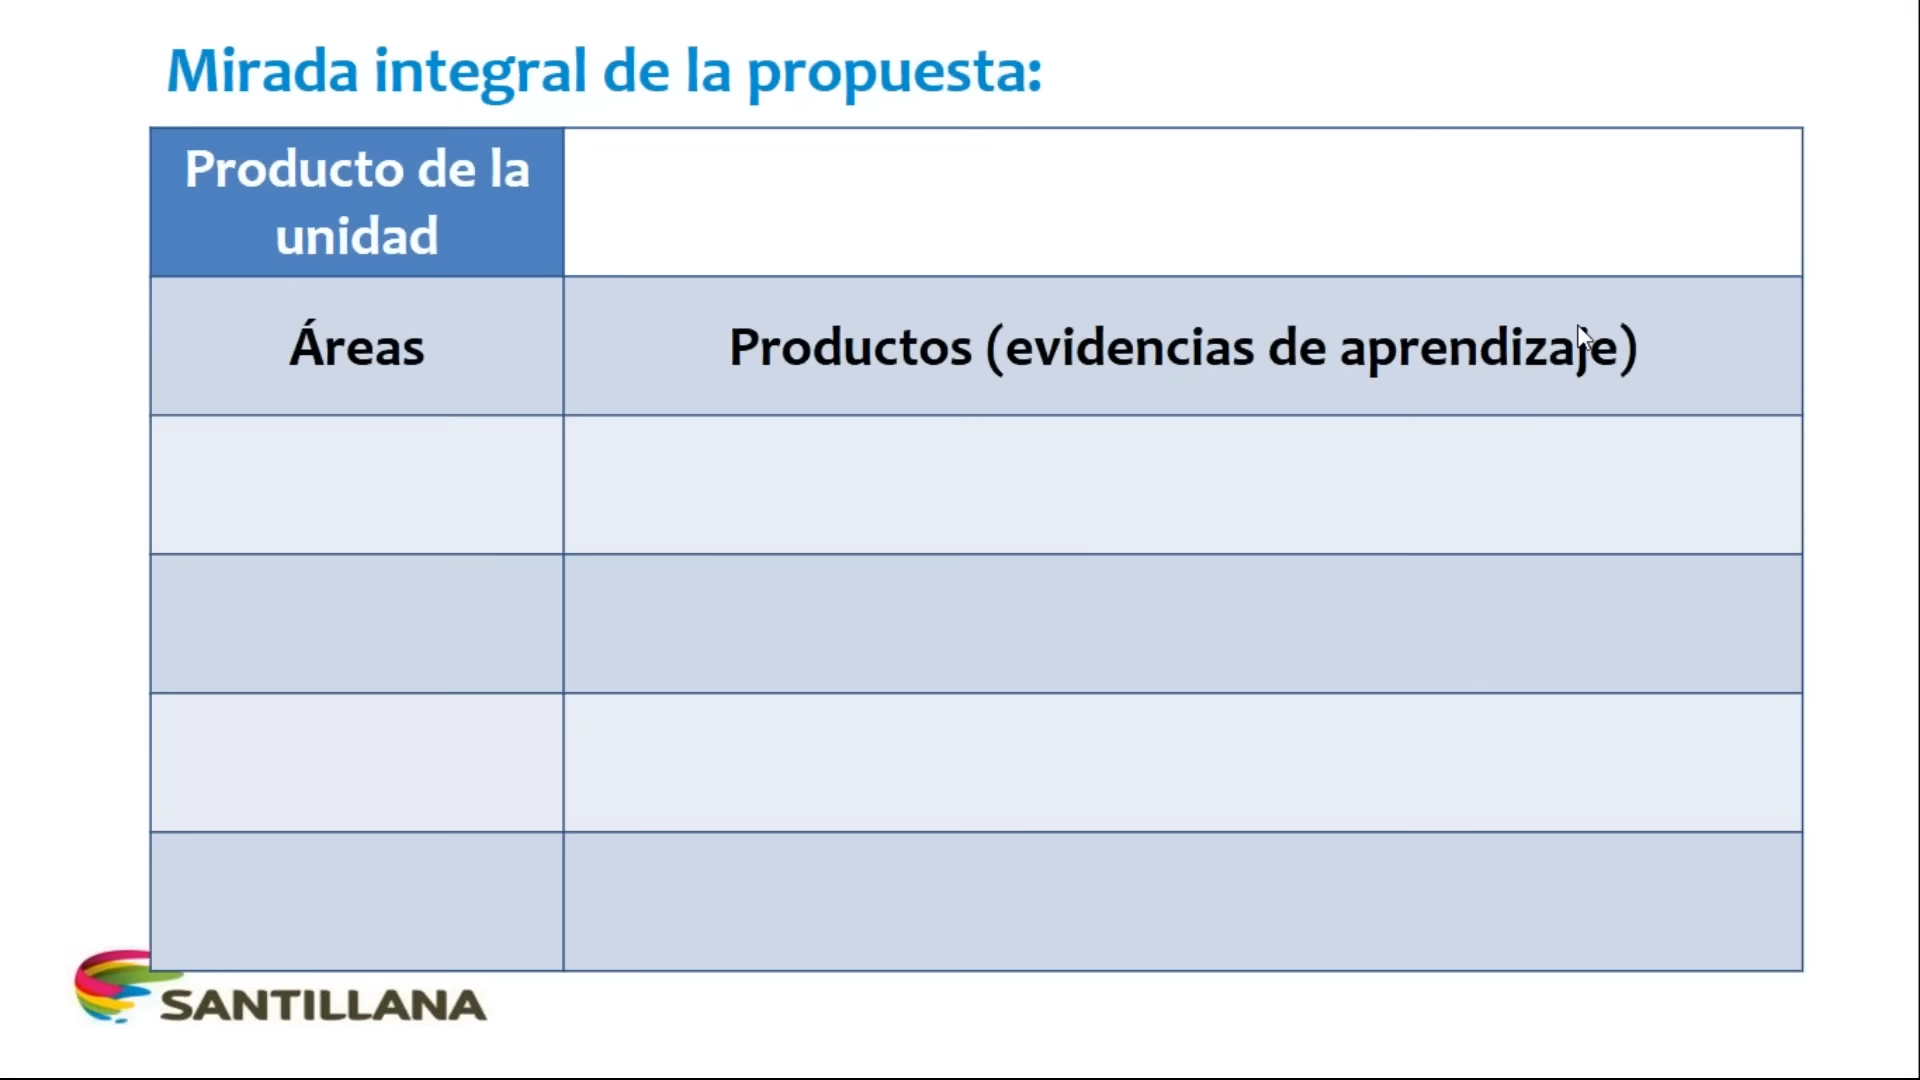 Mirada integral de la propuesta:
Producto de la
unidad
Áreas
Productos (evidencias de aprendizaje)
SANTILLANA